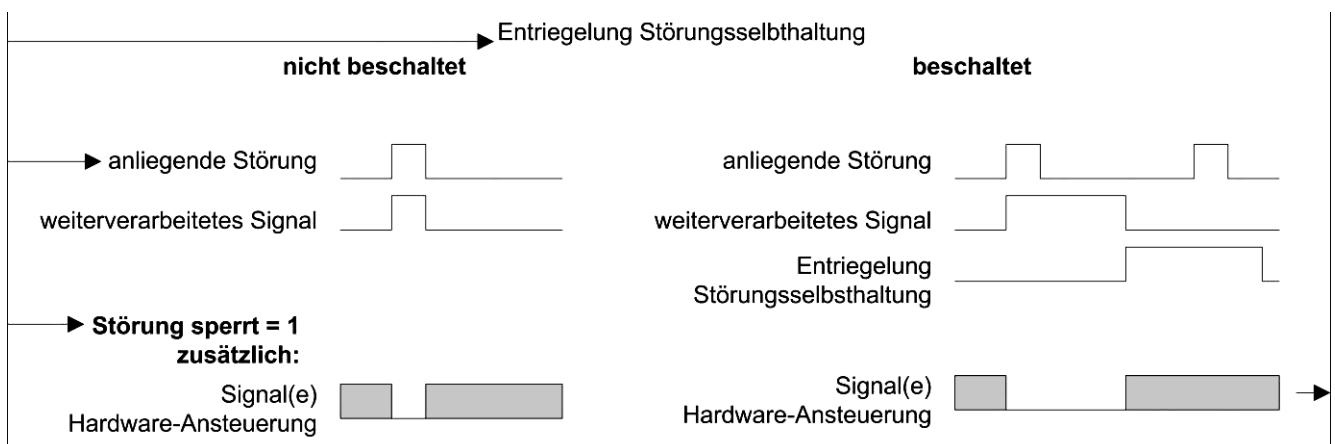 Entriegelung Störungsselbthaltung
nicht beschaltet
beschaltet
anliegende Störung
anliegende Störung
weiterverarbeitetes Signal
weiterverarbeitetes Signal
Entriegelung
Störungsselbsthaltung
Störung sperrt = 1
zusätzlich:
Signal(e)
Hardware-Ansteuerung
Signal(e)
Hardware-Ansteuerung